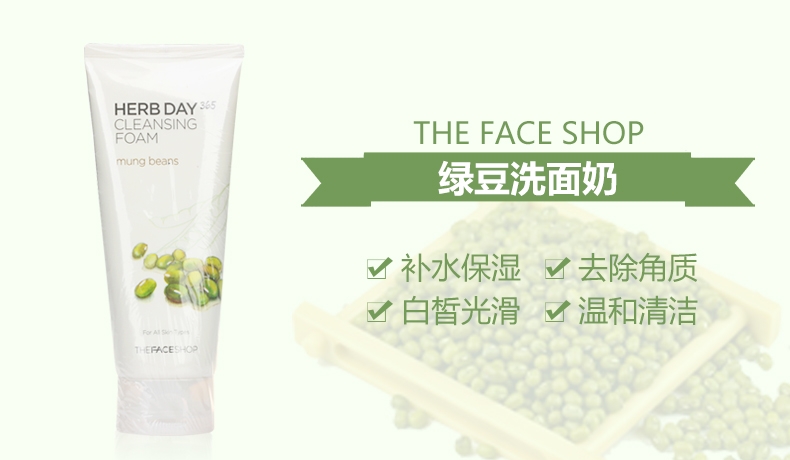 HERB DAY 365
CLEANSING
FOAM
mung beans
For All Skin Types
THEFACESHOP
THE FACE SHOP
绿豆洗面奶
补水保湿 去除角质
白皙光滑 温和清洁